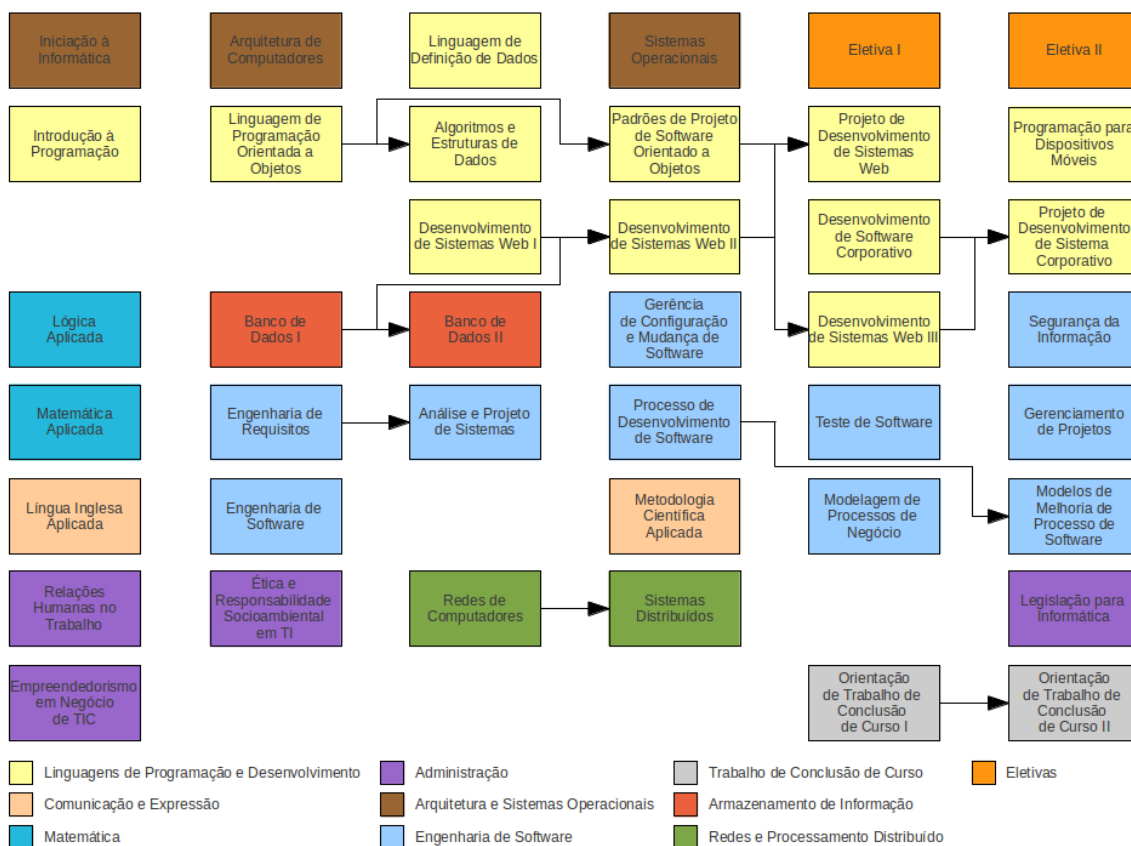 Iniciação à
Informática
Arquitetura de
Computadores
Linguagem de
Definição de Dados
Sistemas
Operacionais
Eletiva I
Eletiva II
Introdução à
Programação
Linguagem de
Programação
Orientada a
Objetos
Algoritmos e
Estruturas de
Dados
Padrões de Projeto
de Software
Orientado a
Objetos
Projeto de
Desenvolvimento
de Sistemas
Web
Programação para
Dispositivos
Móveis
Desenvolvimento
de Sistemas Web I
Desenvolvimento
de Sistemas Web II
Desenvolvimento
de Software
Corporativo
Projeto de
Desenvolvimento
de Sistema
Corporativo
Lógica
Aplicada
Banco de
Dados I
Banco de
Dados II
Gerência
de Configuração
e Mudança de
Software
Desenvolvimento
de Sistemas Web III
Segurança da
Informação
Matemática
Aplicada
Engenharia de
Requisitos
Análise e Projeto
de Sistemas
Processo de
Desenvolvimento
de Software
Teste de Software
Gerenciamento
de Projetos
Língua Inglesa
Aplicada
Engenharia de
Software
Metodologia
Científica
Aplicada
Modelagem de
Processos de
Negócio
Modelos de
Melhoria de
Processo de
Software
Relações
Humanas no
Trabalho
Ética e
Responsabilidade
Socioambiental
em TI
Redes de
Computadores
Sistemas
Distribuídos
Legislação para
Informática
Empreendedorismo
em Negócio
de TIC
Orientação
de Trabalho de
Conclusão
de Curso I
Orientação
de Trabalho de
Conclusão
de Curso II
Linguagens de Programação e Desenvolvimento
Administração
Trabalho de Conclusão de Curso
Eletivas
Comunicação e Expressão
Arquitetura e Sistemas Operacionais
Armazenamento de Informação
Matemática
Engenharia de Software
Redes e Processamento Distribuído